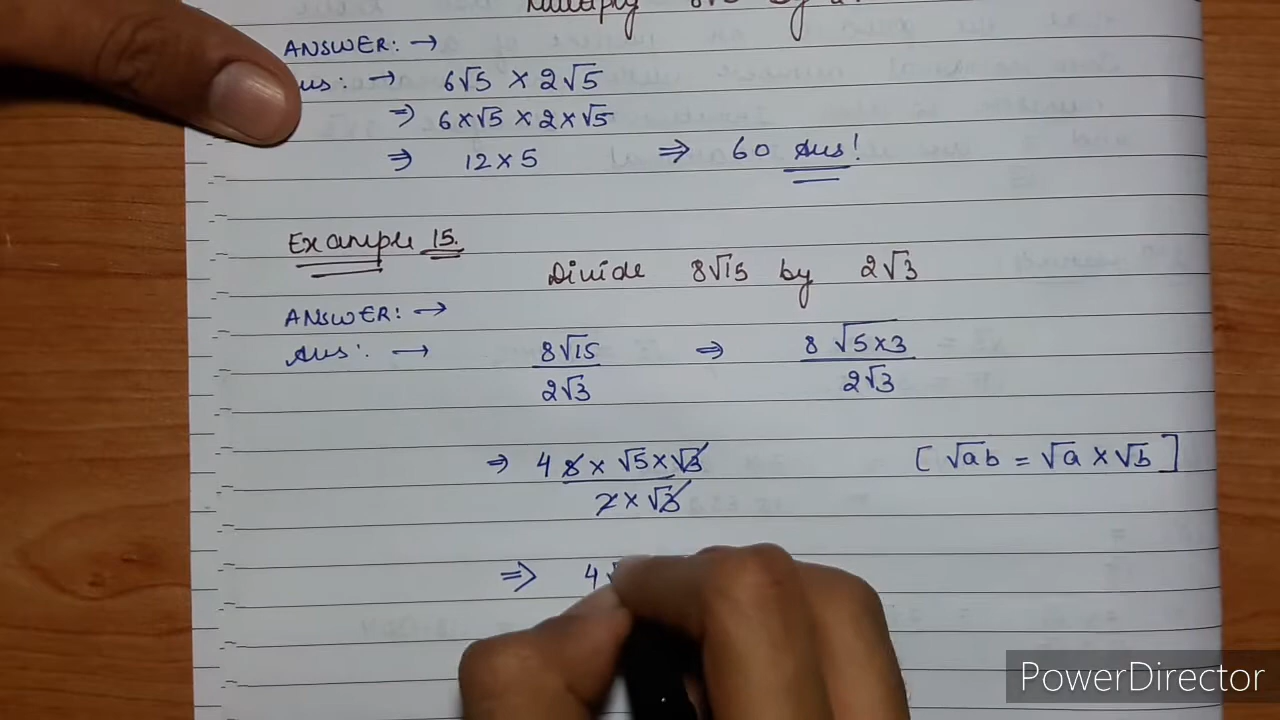 Multiply
ANSWER: →
Ans: → 6√5 × 2√5
⇒ 6×√5 × 2×√5
⇒ 12×5 ⇒ 60 Ans!
Example 15.
Divide 8√15 by 2√3
ANSWER: →
Ans: → 8√15 / 2√3 ⇒ 8 √5×3 / 2√3
⇒ 4 8 × √5×√3 / 2×√3 [ √ab = √a × √b ]
⇒ 4√
PowerDirector